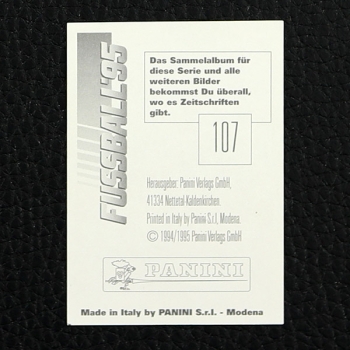 FUSSBALL'95
Das Sammelalbum für
diese Serie und alle
weiteren Bilder
bekommst Du überall,
wo es Zeitschriften
gibt.
107
Herausgeber: Panini Verlags GmbH,
41334 Nettetal-Kaldenkirchen.
Printed in Italy by Panini S.r.l., Modena.
© 1994/1995 Panini Verlags GmbH
PANINI
Made in Italy by PANINI S.r.l. - Modena